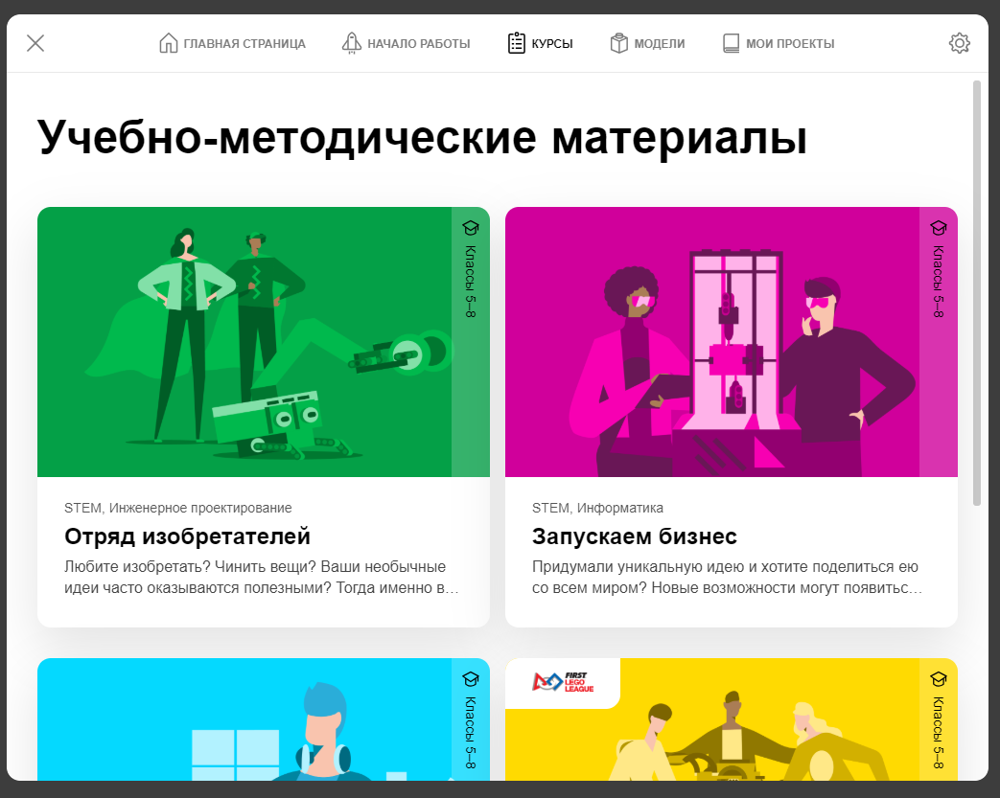 ГЛАВНАЯ СТРАНИЦА
НАЧАЛО РАБОТЫ
КУРСЫ
МОДЕЛИ
МОИ ПРОЕКТЫ
Учебно-методические материалы
Классы 5–8
Классы 5–8
STEM, Инженерное проектирование
Отряд изобретателей
Любите изобретать? Чинить вещи? Ваши необычные
идеи часто оказываются полезными? Тогда именно в…
STEM, Информатика
Запускаем бизнес
Придумали уникальную идею и хотите поделиться ею
со всем миром? Новые возможности могут появитьс…
Классы 5–8
FIRST
LEGO
LEAGUE
Классы 5–8